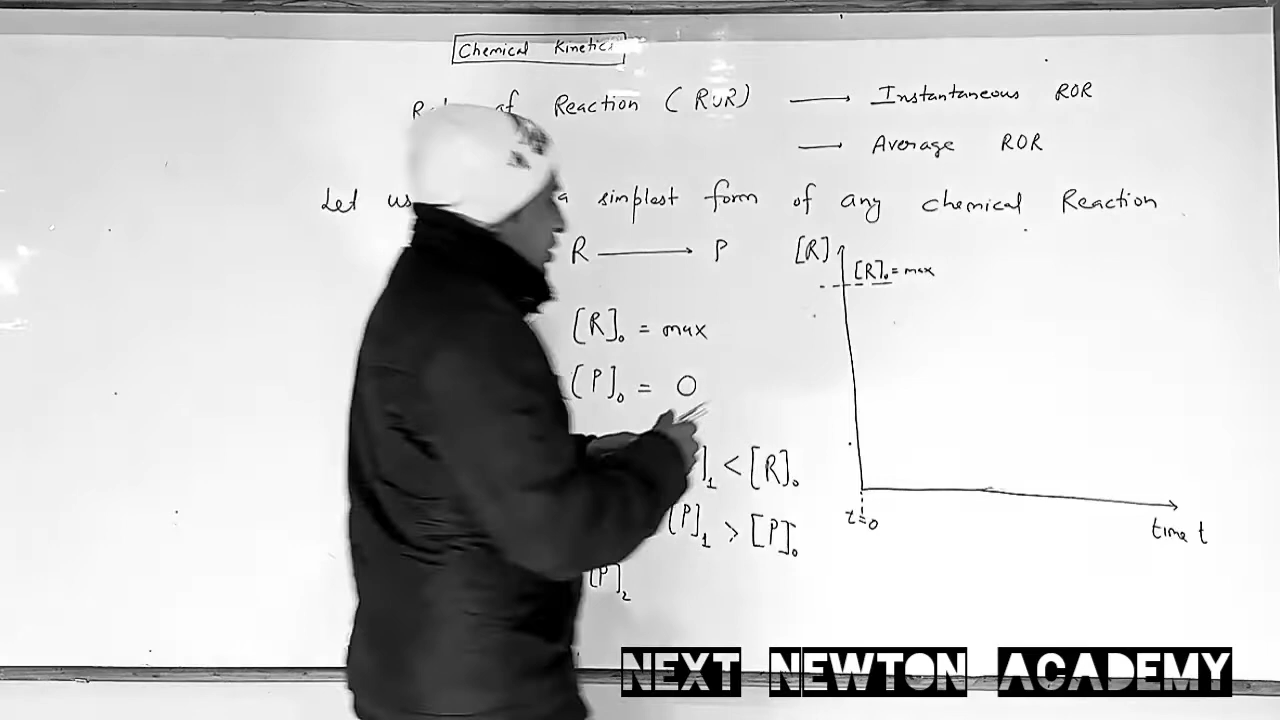 Chemical Kinetics
of Reaction (ROR) → Instantaneous ROR
→ Average ROR
Let us a simplest form of any chemical Reaction
R → P
[R]
[R]₀ = max
[R]₀ = max
[P]₀ = 0
]₁ < [R]₀
[P]₁ > [P]₀
[P]₂
t=0
time t
NEXT NEWTON ACADEMY